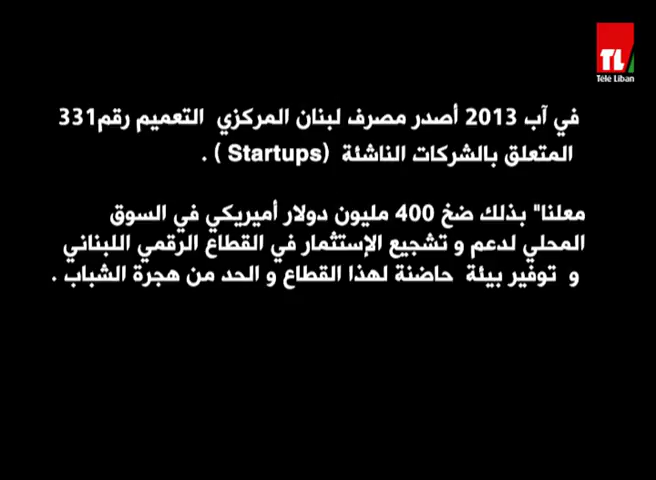 TL
Télé Liban
في آب 2013 أصدر مصرف لبنان المركزي التعميم رقم331
المتعلق بالشركات الناشئة (Startups ) .
معلنا" بذلك ضخ 400 مليون دولار أميريكي في السوق
المحلي لدعم و تشجيع الإستثمار في القطاع الرقمي اللبناني
و توفير بيئة حاضنة لهذا القطاع و الحد من هجرة الشباب .